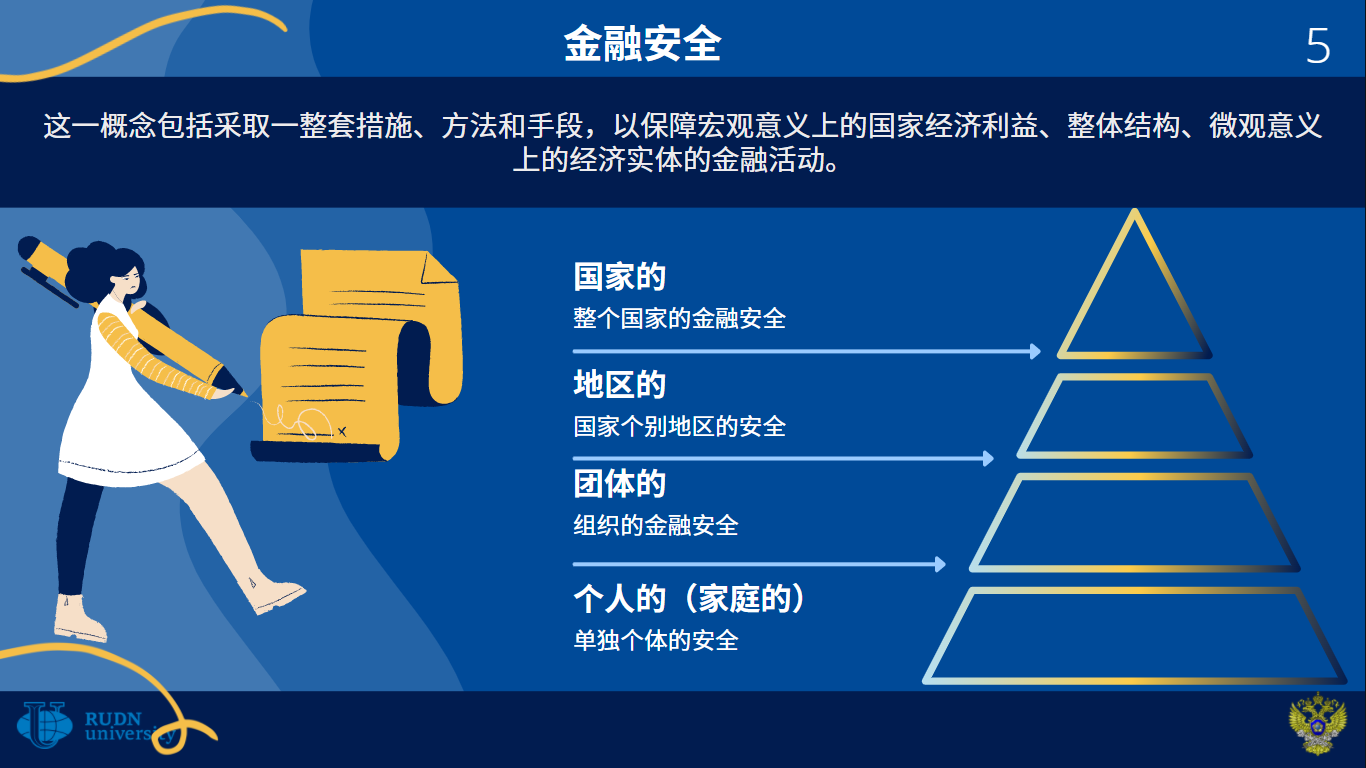 金融安全
5
这一概念包括采取一整套措施、方法和手段，以保障宏观意义上的国家经济利益、整体结构、微观意义
上的经济实体的金融活动。
国家的
整个国家的金融安全
地区的
国家个别地区的安全
团体的
组织的金融安全
个人的（家庭的）
单独个体的安全
RUDN
university